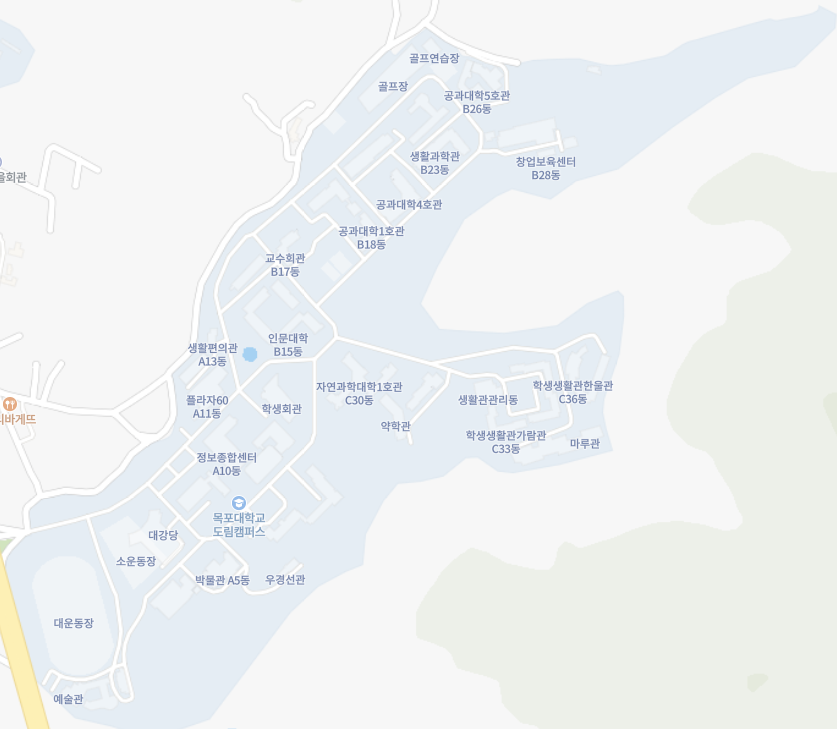 골프연습장
골프장
공과대학5호관
B26동
생활과학관
B23동
창업보육센터
B28동
을회관
공과대학4호관
공과대학1호관
B18동
교수회관
B17동
인문대학
B15동
생활편의관
A13동
자연과학대학1호관
C30동
학생생활관한울관
C36동
플라자60
A11동
학생회관
생활관관리동
리바게뜨
약학관
학생생활관가람관
C33동
마루관
정보종합센터
A10동
목포대학교
도림캠퍼스
대강당
소운동장
박물관 A5동
우경선관
대운동장
예술관